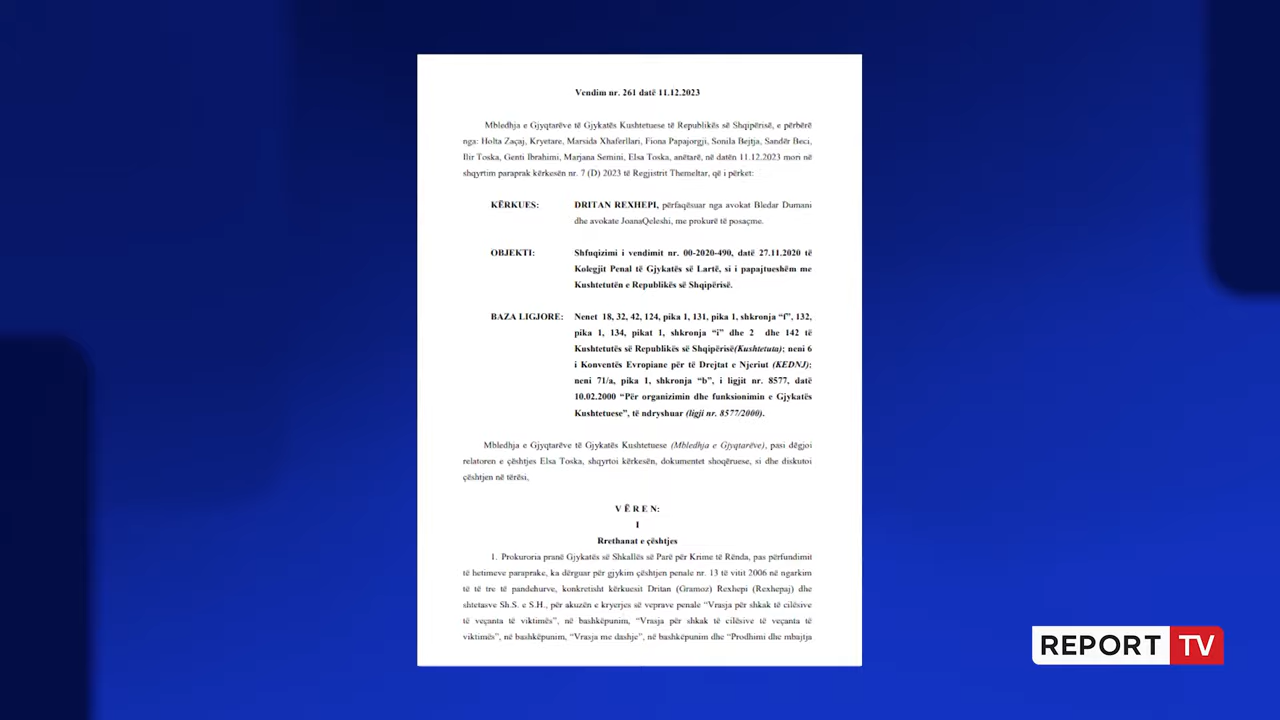 Vendim nr. 261 datë 11.12.2023
Mbledhja e Gjyqtarëve të Gjykatës Kushtetuese të Republikës së Shqipërisë, e përbërë
nga: Holta Zaçaj, Kryetare, Marsida Xhaferllari, Fiona Papajorgji, Sonila Bejtja, Sandër Beci,
Ilir Toska, Genti Ibrahimi, Marjana Semini, Elsa Toska, anëtarë, në datën 11.12.2023 mori në
shqyrtim paraprak kërkesën nr. 7 (D) 2023 të Regjistrit Themeltar, që i përket:
KËRKUES: DRITAN REXHEPI, përfaqësuar nga avokat Bledar Dumani
dhe avokate JoanaQeleshi, me prokurë të posaçme.
OBJEKTI: Shfuqizimi i vendimit nr. 00-2020-490, datë 27.11.2020 të
Kolegjit Penal të Gjykatës së Lartë, si i papajtueshëm me
Kushtetutën e Republikës së Shqipërisë.
BAZA LIGJORE: Nenet 18, 32, 42, 124, pika 1, 131, pika 1, shkronja “f”, 132,
pika 1, 134, pikat 1, shkronja “i” dhe 2 dhe 142 të
Kushtetutës së Republikës së Shqipërisë(Kushtetuta); neni 6
i Konventës Evropiane për të Drejtat e Njeriut (KEDNJ);
neni 71/a, pika 1, shkronja “b”, i ligjit nr. 8577, datë
10.02.2000 “Për organizimin dhe funksionimin e Gjykatës
Kushtetuese”, të ndryshuar (ligji nr. 8577/2000).
Mbledhja e Gjyqtarëve të Gjykatës Kushtetuese (Mbledhja e Gjyqtarëve), pasi dëgjoi
relatoren e çështjes Elsa Toska, shqyrtoi kërkesën, dokumentet shoqëruese, si dhe diskutoi
çështjen në tërësi,
V Ë R E N:
I
Rrethanat e çështjes
1. Prokuroria pranë Gjykatës së Shkallës së Parë për Krime të Rënda, pas përfundimit
të hetimeve paraprake, ka dërguar për gjykim çështjen penale nr. 13 të vitit 2006 në ngarkim
të të tre të pandehurve, konkretisht kërkuesit Dritan (Gramoz) Rexhepi (Rexhepaj) dhe
shtetasve Sh.S. e S.H., për akuzën e kryerjes së veprave penale “Vrasja për shkak të cilësive
të veçanta të viktimës”, në bashkëpunim, “Vrasja për shkak të cilësive të veçanta të
viktimës”, në bashkëpunim, “Vrasja me dashje”, në bashkëpunim dhe “Prodhimi dhe mbajtja
REPORT TV